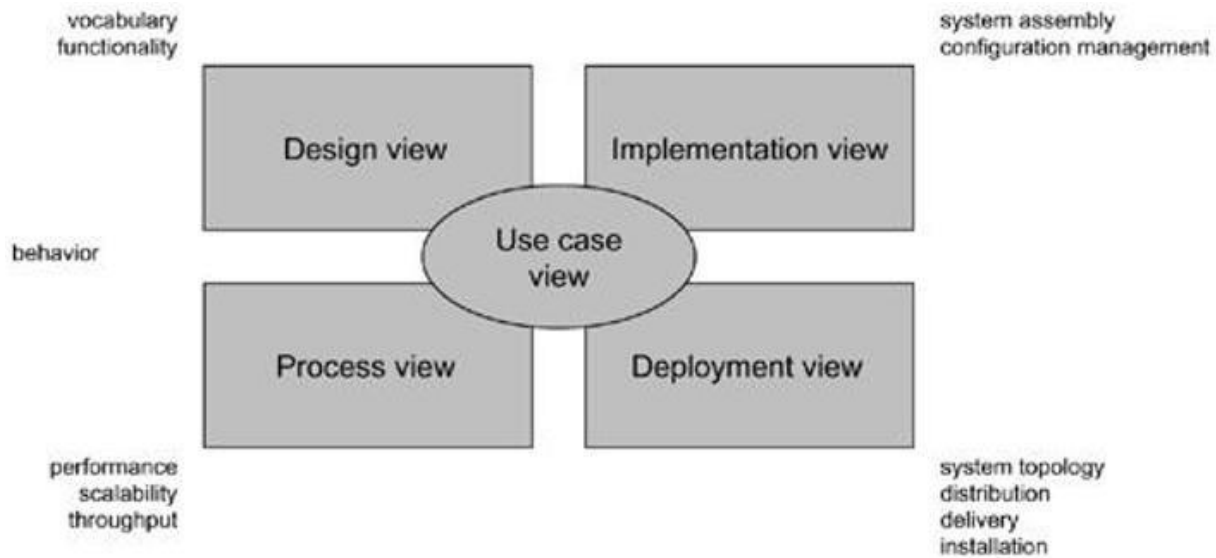 vocabulary
functionality
system assembly
configuration management
Design view
Implementation view
Use case
view
behavior
Process view
Deployment view
performance
scalability
throughput
system topology
distribution
delivery
installation